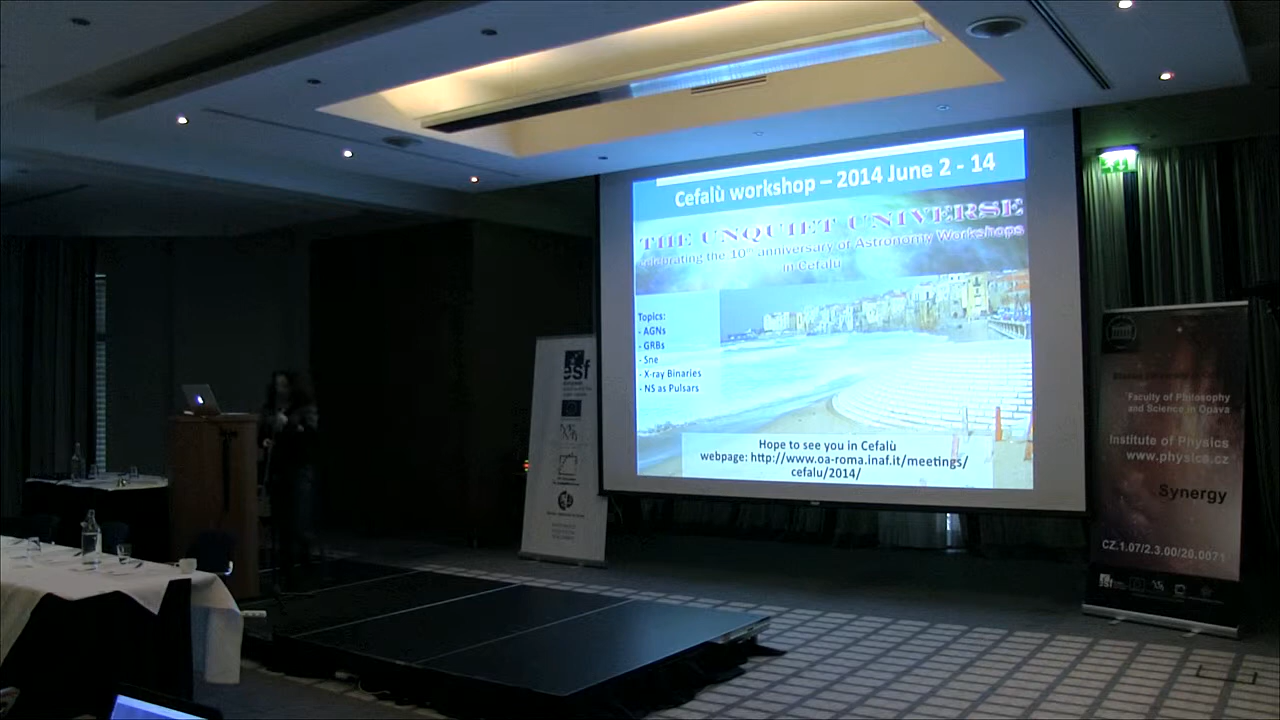 Cefalù workshop – 2014 June 2 - 14
THE UNQUIET UNIVERSE
celebrating the 10th anniversary of Astronomy Workshops
in Cefalu
Topics:
- AGNs
- GRBs
- Sne
- X-ray Binaries
- NS as Pulsars
Hope to see you in Cefalù
webpage: http://www.oa-roma.inaf.it/meetings/
cefalu/2014/
esf
Faculty of Philosophy
and Science in Opava
Institute of Physics
www.physics.cz
Synergy
CZ.1.07/2.3.00/20.0071
esf